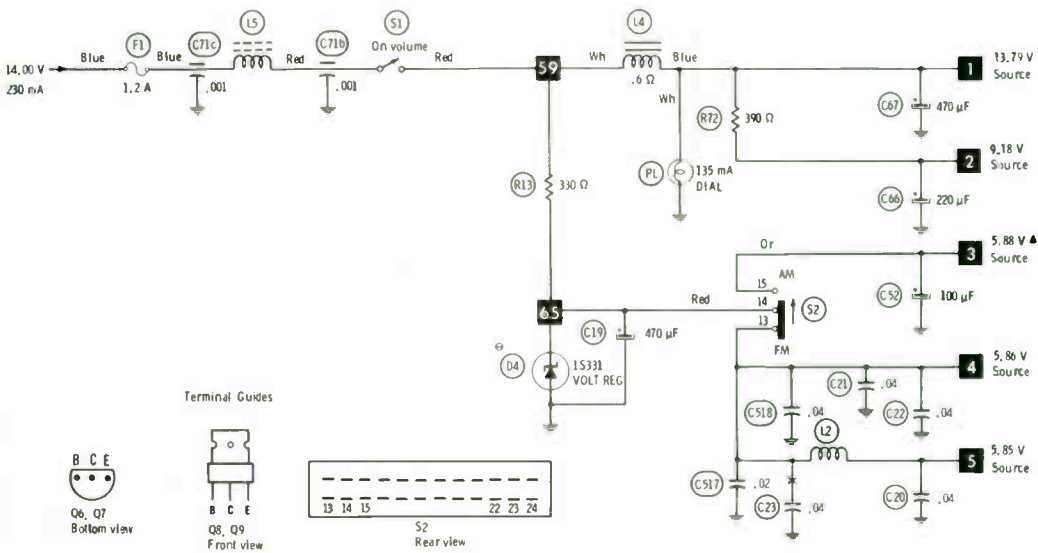 F1
C71c
L5
C71b
S1
On volume
L4
Blue
Blue
Red
Red
Wh
Blue
14.00 V
230 mA
1.2 A
.001
.001
59
.6 Ω
Wh
1
13.79 V
Source
C67
470 µF
R72
390 Ω
2
9.18 V
Source
R13
330 Ω
PL
135 mA
DIAL
C66
220 µF
Or
3
5.88 V ▲
Source
AM
15
14
13
S2
FM
C52
100 µF
65
Red
C19
470 µF
D4
1S331
VOLT REG
4
5.86 V
Source
C518
.04
C21
.04
C22
.04
L2
5
5.85 V
Source
C517
.02
C23
.04
C20
.04
Terminal Guides
B C E
Q6, Q7
Bottom view
B C E
Q8, Q9
Front view
13 14 15 22 23 24
S2
Rear view